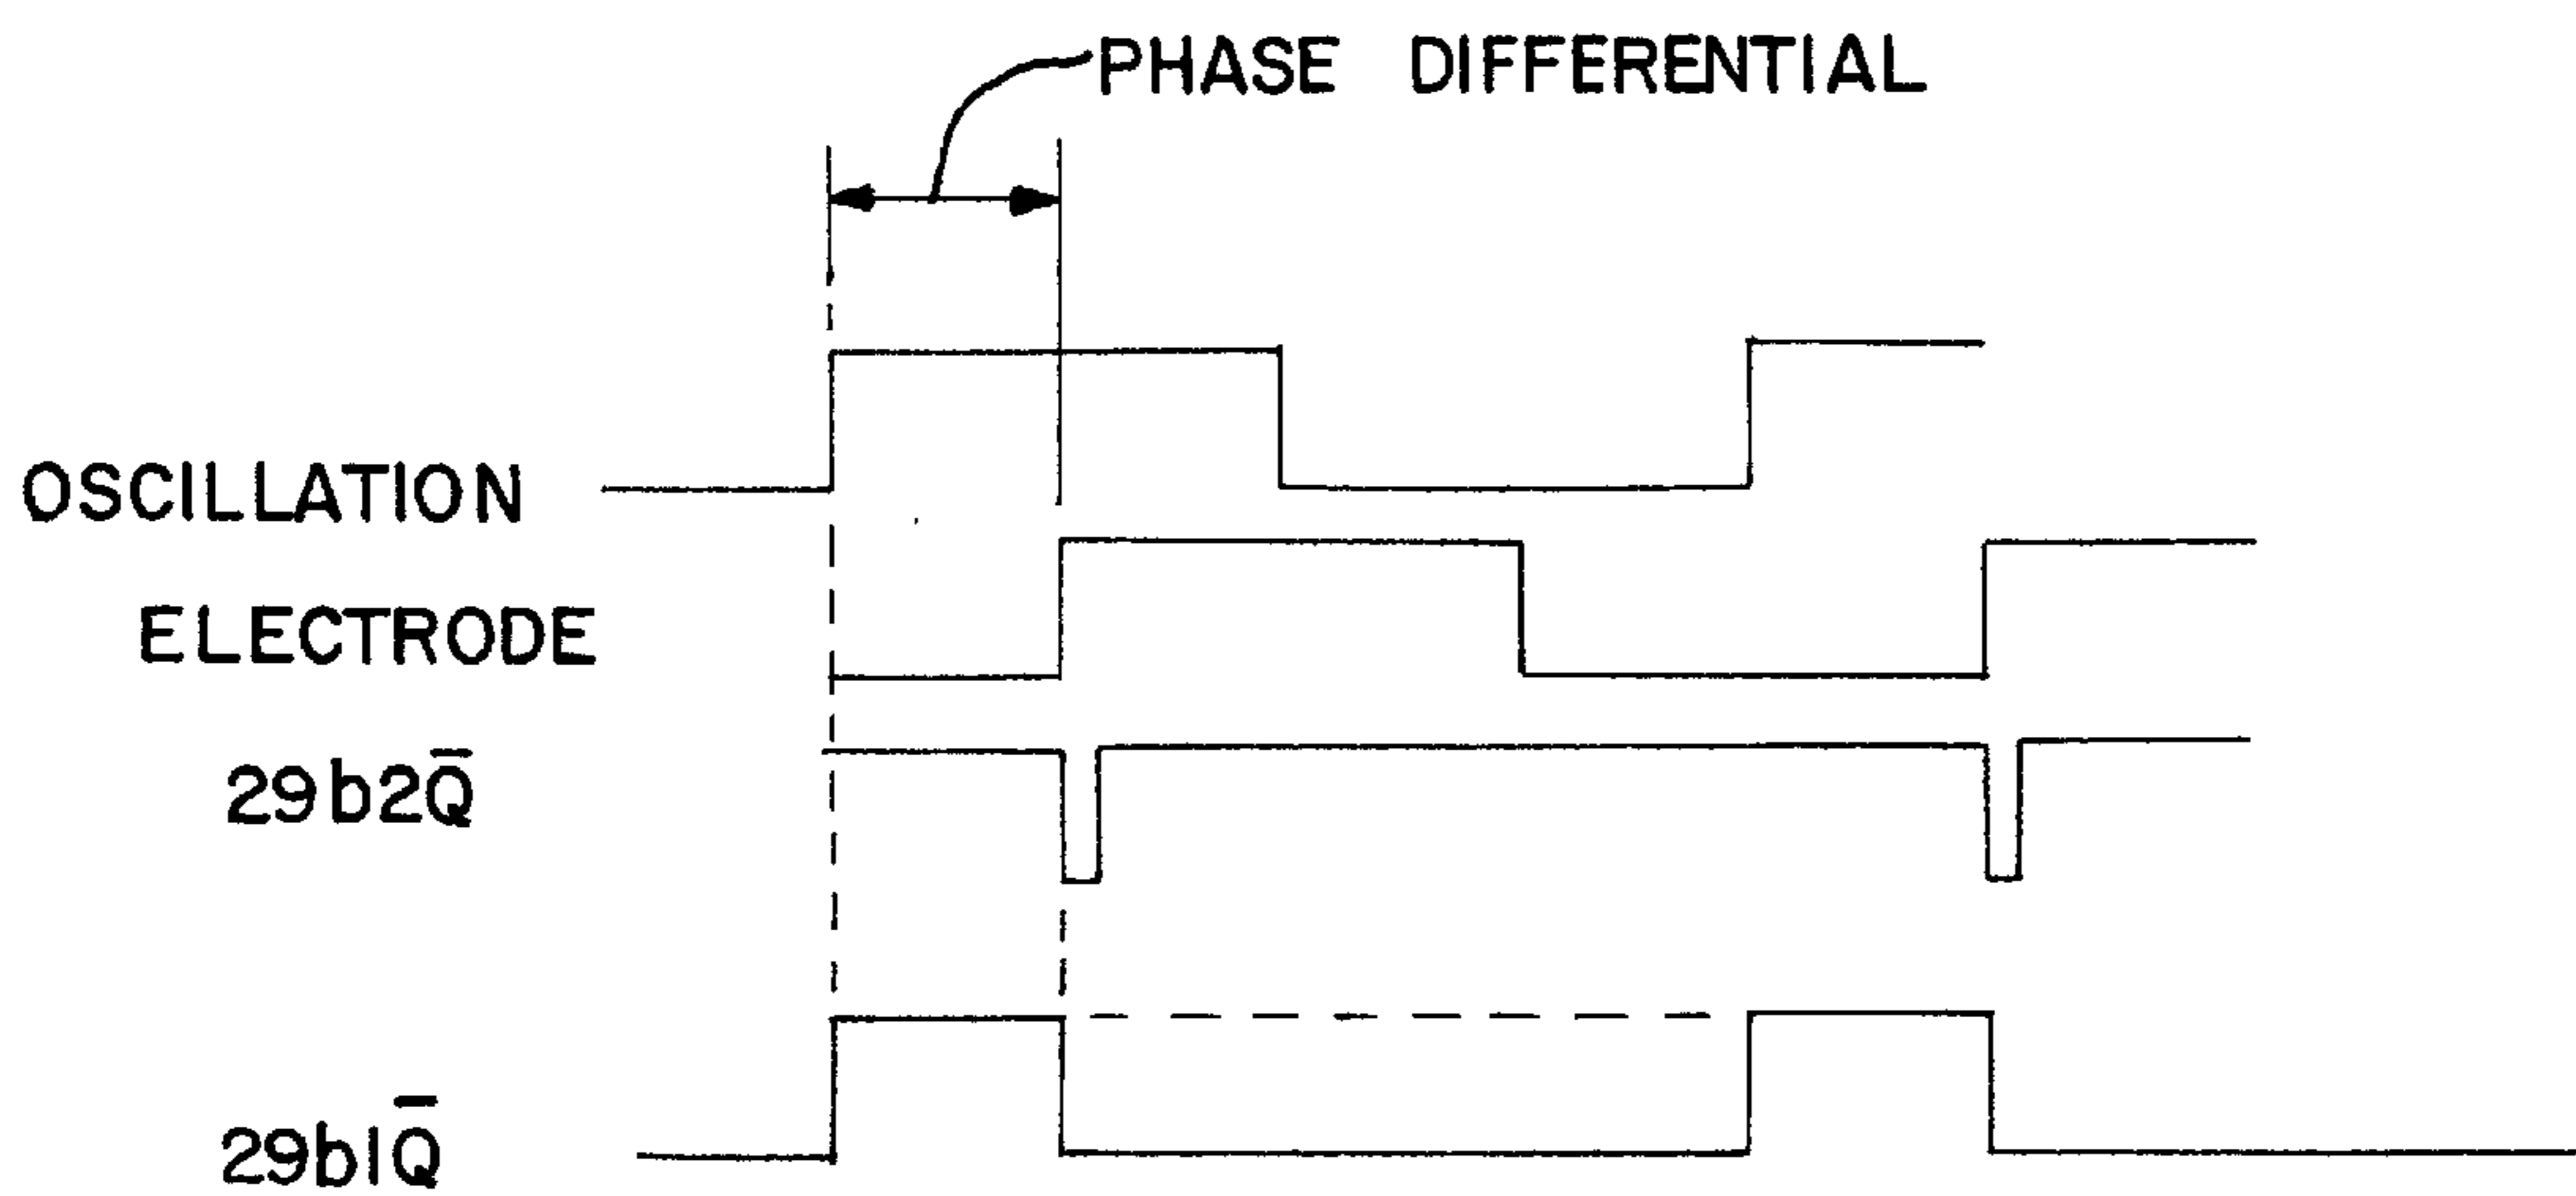 PHASE DIFFERENTIAL
OSCILLATION
ELECTRODE
29b2Q̅
29b1Q̅